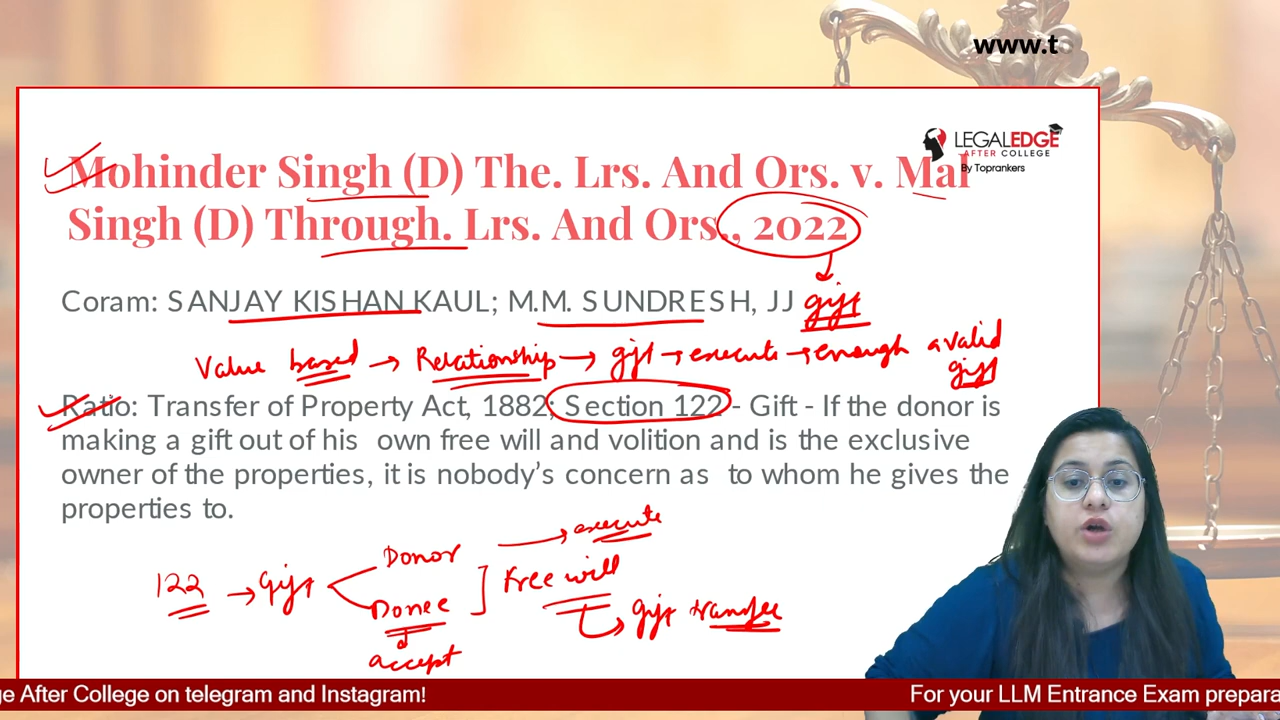 www.t
LEGALEDGE
AFTER COLLEGE
By Toprankers
Mohinder Singh (D) The. Lrs. And Ors. v. Mal
Singh (D) Through. Lrs. And Ors., 2022
Coram: SANJAY KISHAN KAUL; M.M. SUNDRESH, JJ gift
Value based → Relationship → gift → execute → enough a valid
gift
Ratio: Transfer of Property Act, 1882; Section 122 - Gift - If the donor is
making a gift out of his own free will and volition and is the exclusive
owner of the properties, it is nobody's concern as to whom he gives the
properties to.
122 → Gift
Donor → execute
Donee
Free will
Gift transfer
accept
ge After College on telegram and Instagram! For your LLM Entrance Exam prepara